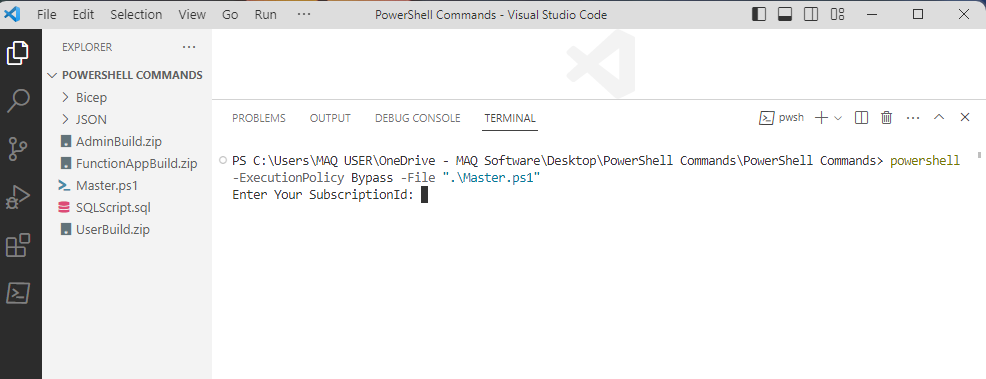 File Edit Selection View Go Run ··· PowerShell Commands - Visual Studio Code
EXPLORER ···
POWERSHELL COMMANDS
Bicep
JSON
AdminBuild.zip
FunctionAppBuild.zip
Master.ps1
SQLScript.sql
UserBuild.zip
PROBLEMS OUTPUT DEBUG CONSOLE TERMINAL pwsh ···
PS C:\Users\MAQ USER\OneDrive - MAQ Software\Desktop\PowerShell Commands\PowerShell Commands> powershell
-ExecutionPolicy Bypass -File ".\Master.ps1"
Enter Your SubscriptionId: